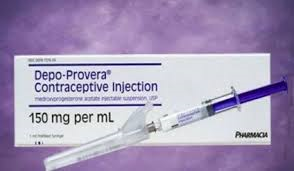 Depo-Provera®
Contraceptive Injection
medroxyprogesterone acetate injectable suspension, USP
150 mg per mL
PHARMACIA